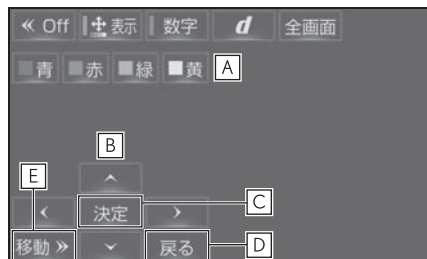 « Off 表示 数字 d 全画面
青 赤 緑 黄 A
B
E ^
< 決定 > C
移動 » ⌄ 戻る D